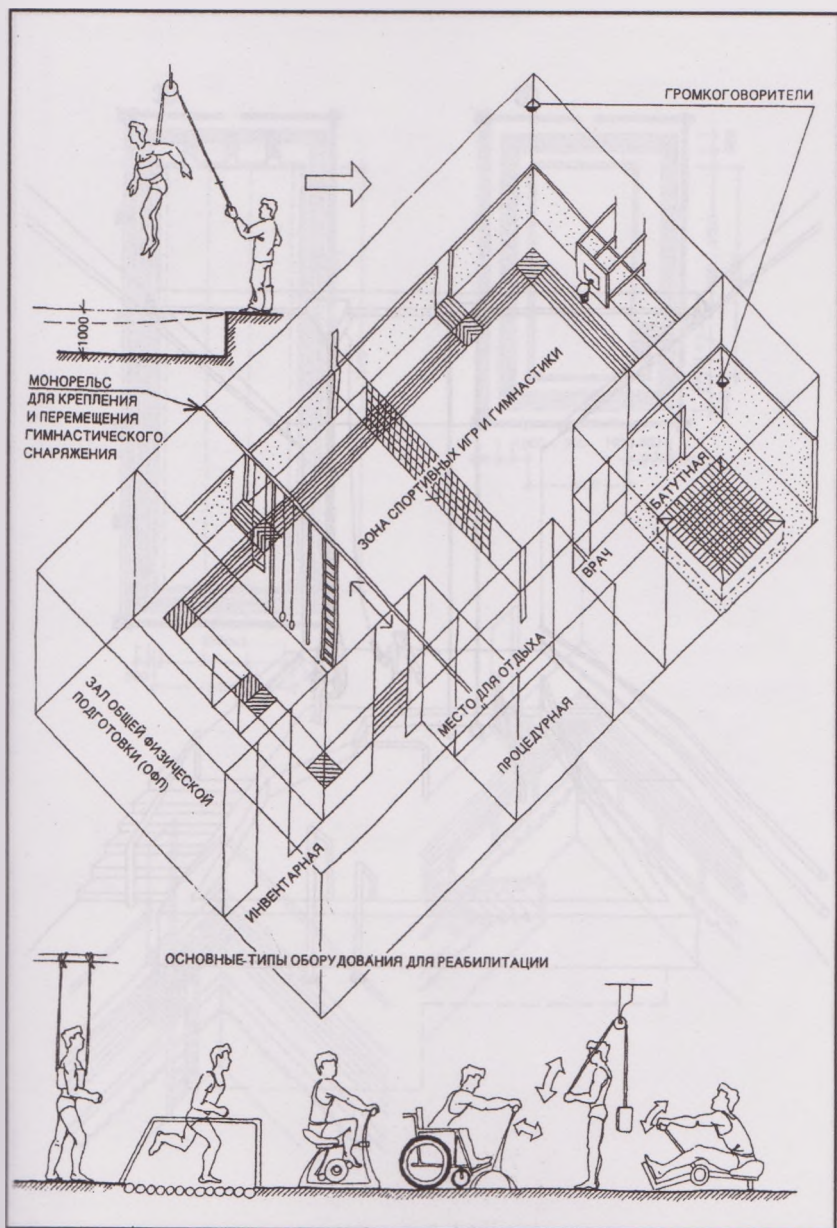 ГРОМКОГОВОРИТЕЛИ
1000
МОНОРЕЛЬС
ДЛЯ КРЕПЛЕНИЯ
И ПЕРЕМЕЩЕНИЯ
ГИМНАСТИЧЕСКОГО
СНАРЯЖЕНИЯ
ЗОНА СПОРТИВНЫХ ИГР И ГИМНАСТИКИ
БАТУТНАЯ
ВРАЧ
МЕСТО ДЛЯ ОТДЫХА
ПРОЦЕДУРНАЯ
ЗАЛ ОБЩЕЙ ФИЗИЧЕСКОЙ
ПОДГОТОВКИ (ОФП)
ИНВЕНТАРНАЯ
ОСНОВНЫЕ ТИПЫ ОБОРУДОВАНИЯ ДЛЯ РЕАБИЛИТАЦИИ